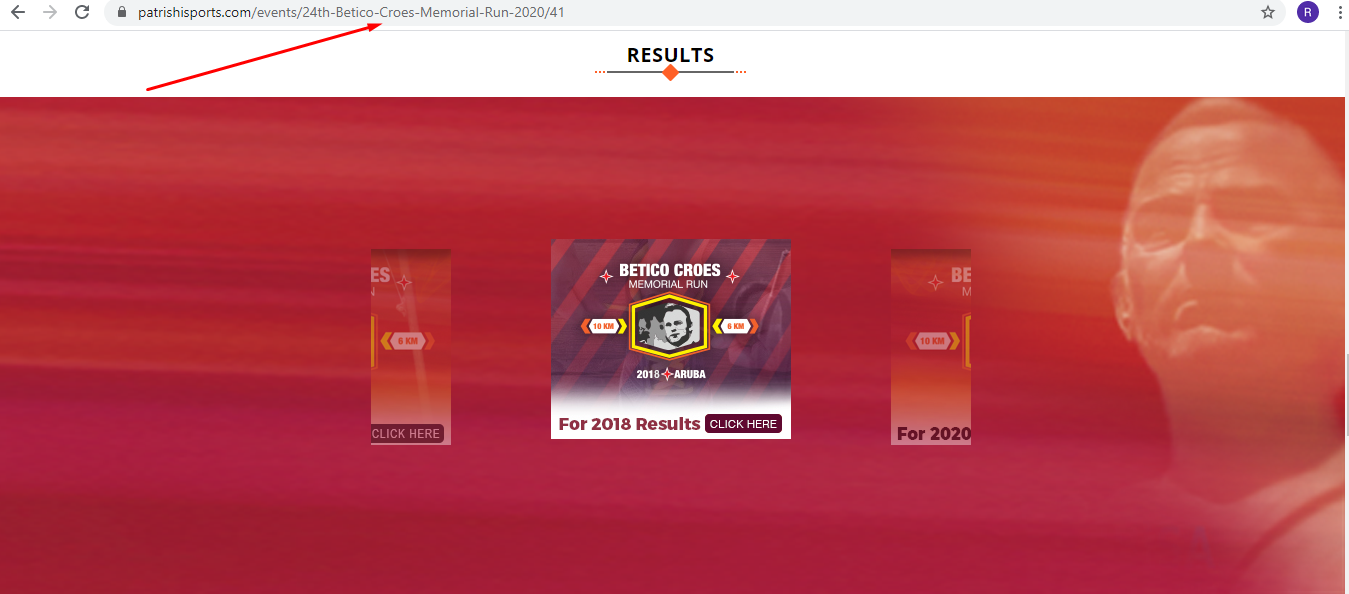 patrishisports.com/events/24th-Betico-Croes-Memorial-Run-2020/41
R
RESULTS
ES
N
6 KM
CLICK HERE
BETICO CROES
MEMORIAL RUN
10 KM
6 KM
2018 ARUBA
For 2018 Results CLICK HERE
BE
M
10 KM
For 2020